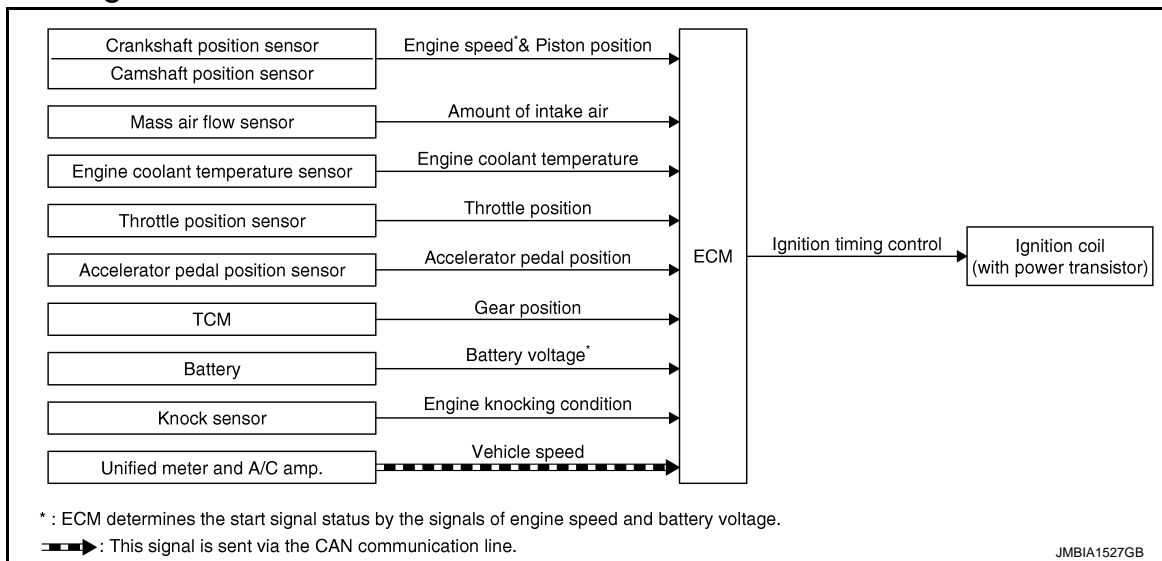 Crankshaft position sensor
Camshaft position sensor
Engine speed*& Piston position
Mass air flow sensor
Amount of intake air
Engine coolant temperature sensor
Engine coolant temperature
Throttle position sensor
Throttle position
Accelerator pedal position sensor
Accelerator pedal position
TCM
Gear position
Battery
Battery voltage*
Knock sensor
Engine knocking condition
Unified meter and A/C amp.
Vehicle speed
ECM
Ignition timing control
Ignition coil
(with power transistor)
* : ECM determines the start signal status by the signals of engine speed and battery voltage.
: This signal is sent via the CAN communication line.
JMBIA1527GB